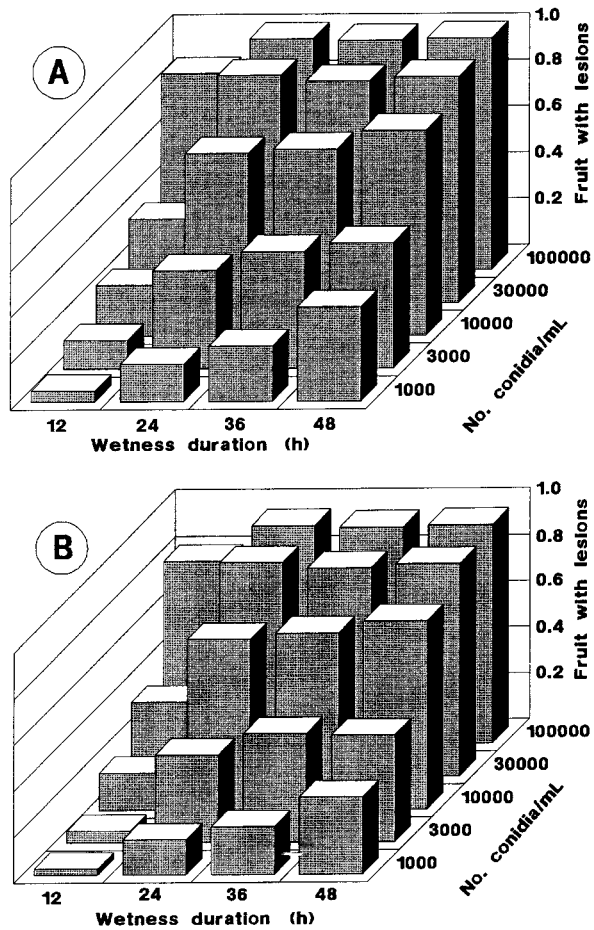 A
1.0
0.8
0.6
0.4
0.2
Fruit with lesions
100000
30000
10000
3000
1000
No. conidia/mL
12 24 36 48
Wetness duration (h)
B
1.0
0.8
0.6
0.4
0.2
Fruit with lesions
100000
30000
10000
3000
1000
No. conidia/mL
12 24 36 48
Wetness duration (h)